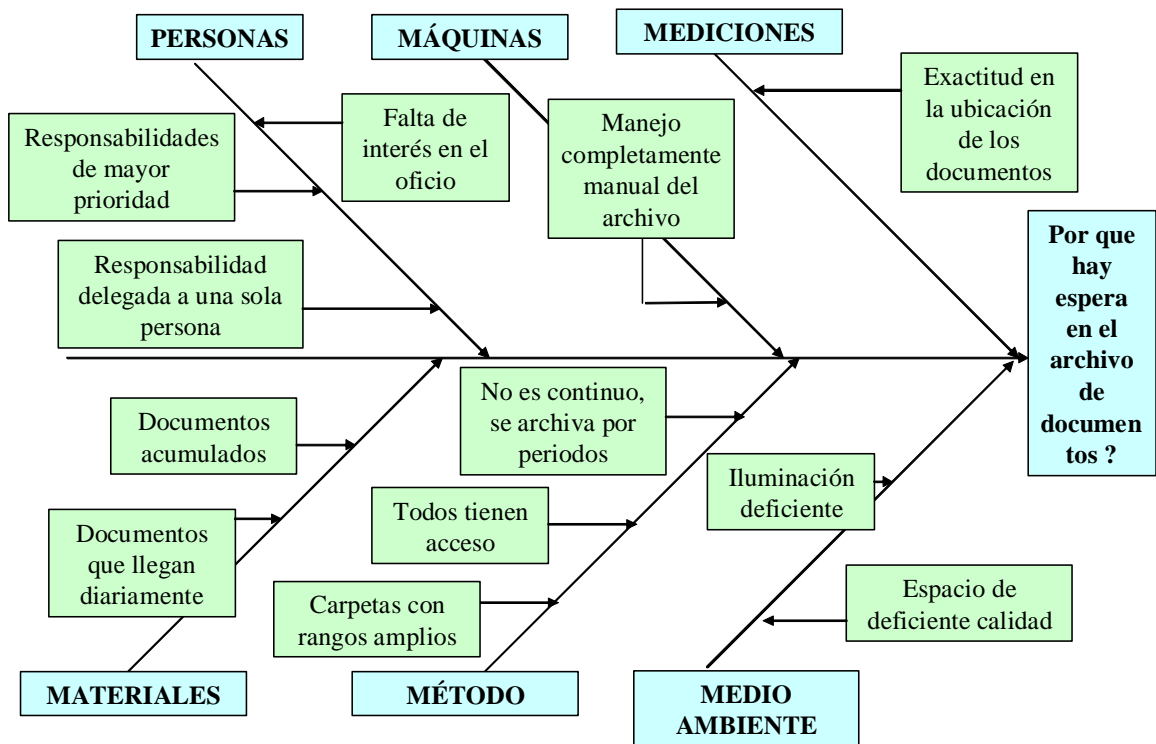 PERSONAS
MÁQUINAS
MEDICIONES
Exactitud en
la ubicación
de los
documentos
Falta de
interés en el
oficio
Manejo
completamente
manual del
archivo
Responsabilidades
de mayor
prioridad
Responsabilidad
delegada a una sola
persona
Por que
hay
espera
en el
archivo
de
documen
tos ?
Documentos
acumulados
No es continuo,
se archiva por
periodos
Iluminación
deficiente
Todos tienen
acceso
Documentos
que llegan
diariamente
Carpetas con
rangos amplios
Espacio de
deficiente calidad
MATERIALES
MÉTODO
MEDIO
AMBIENTE